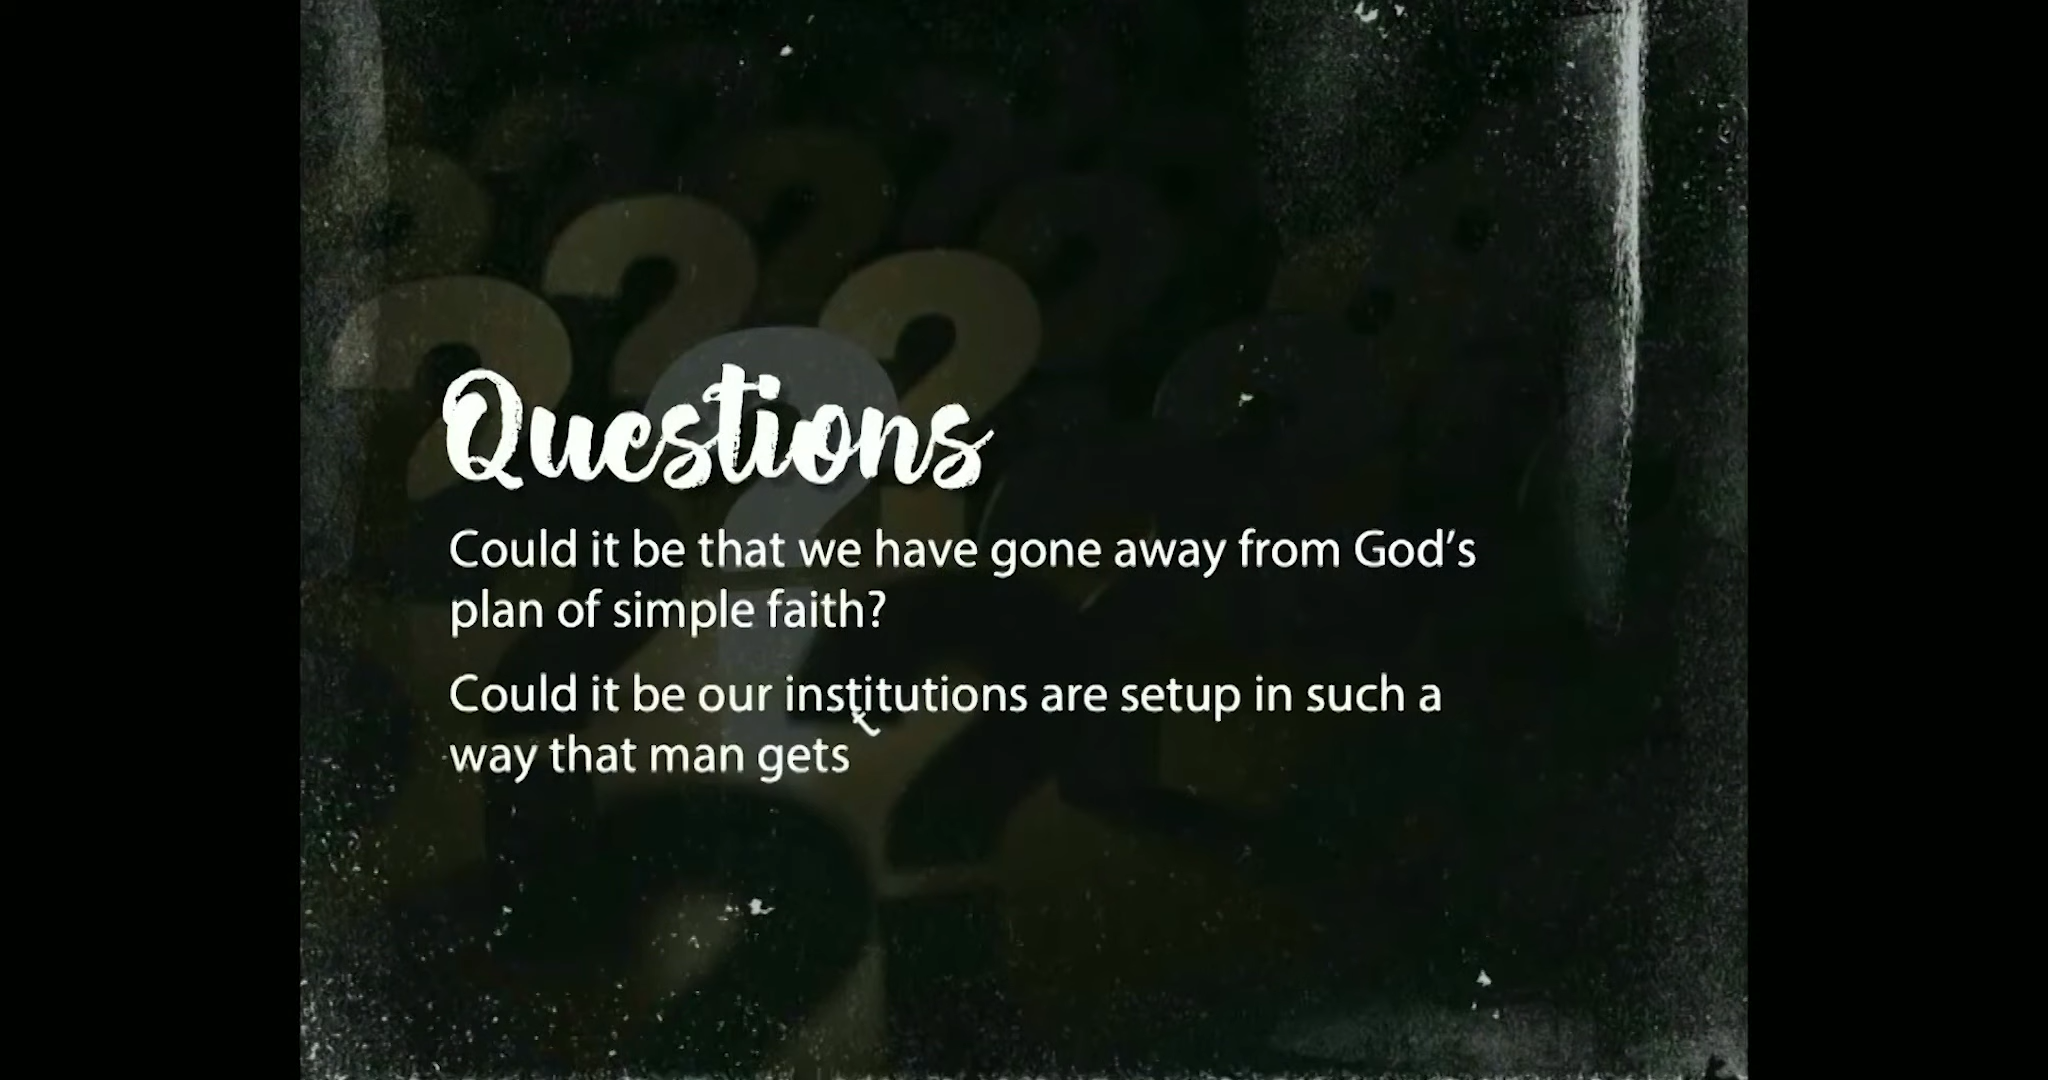 Questions
Could it be that we have gone away from God's
plan of simple faith?
Could it be our institutions are setup in such a
way that man gets t